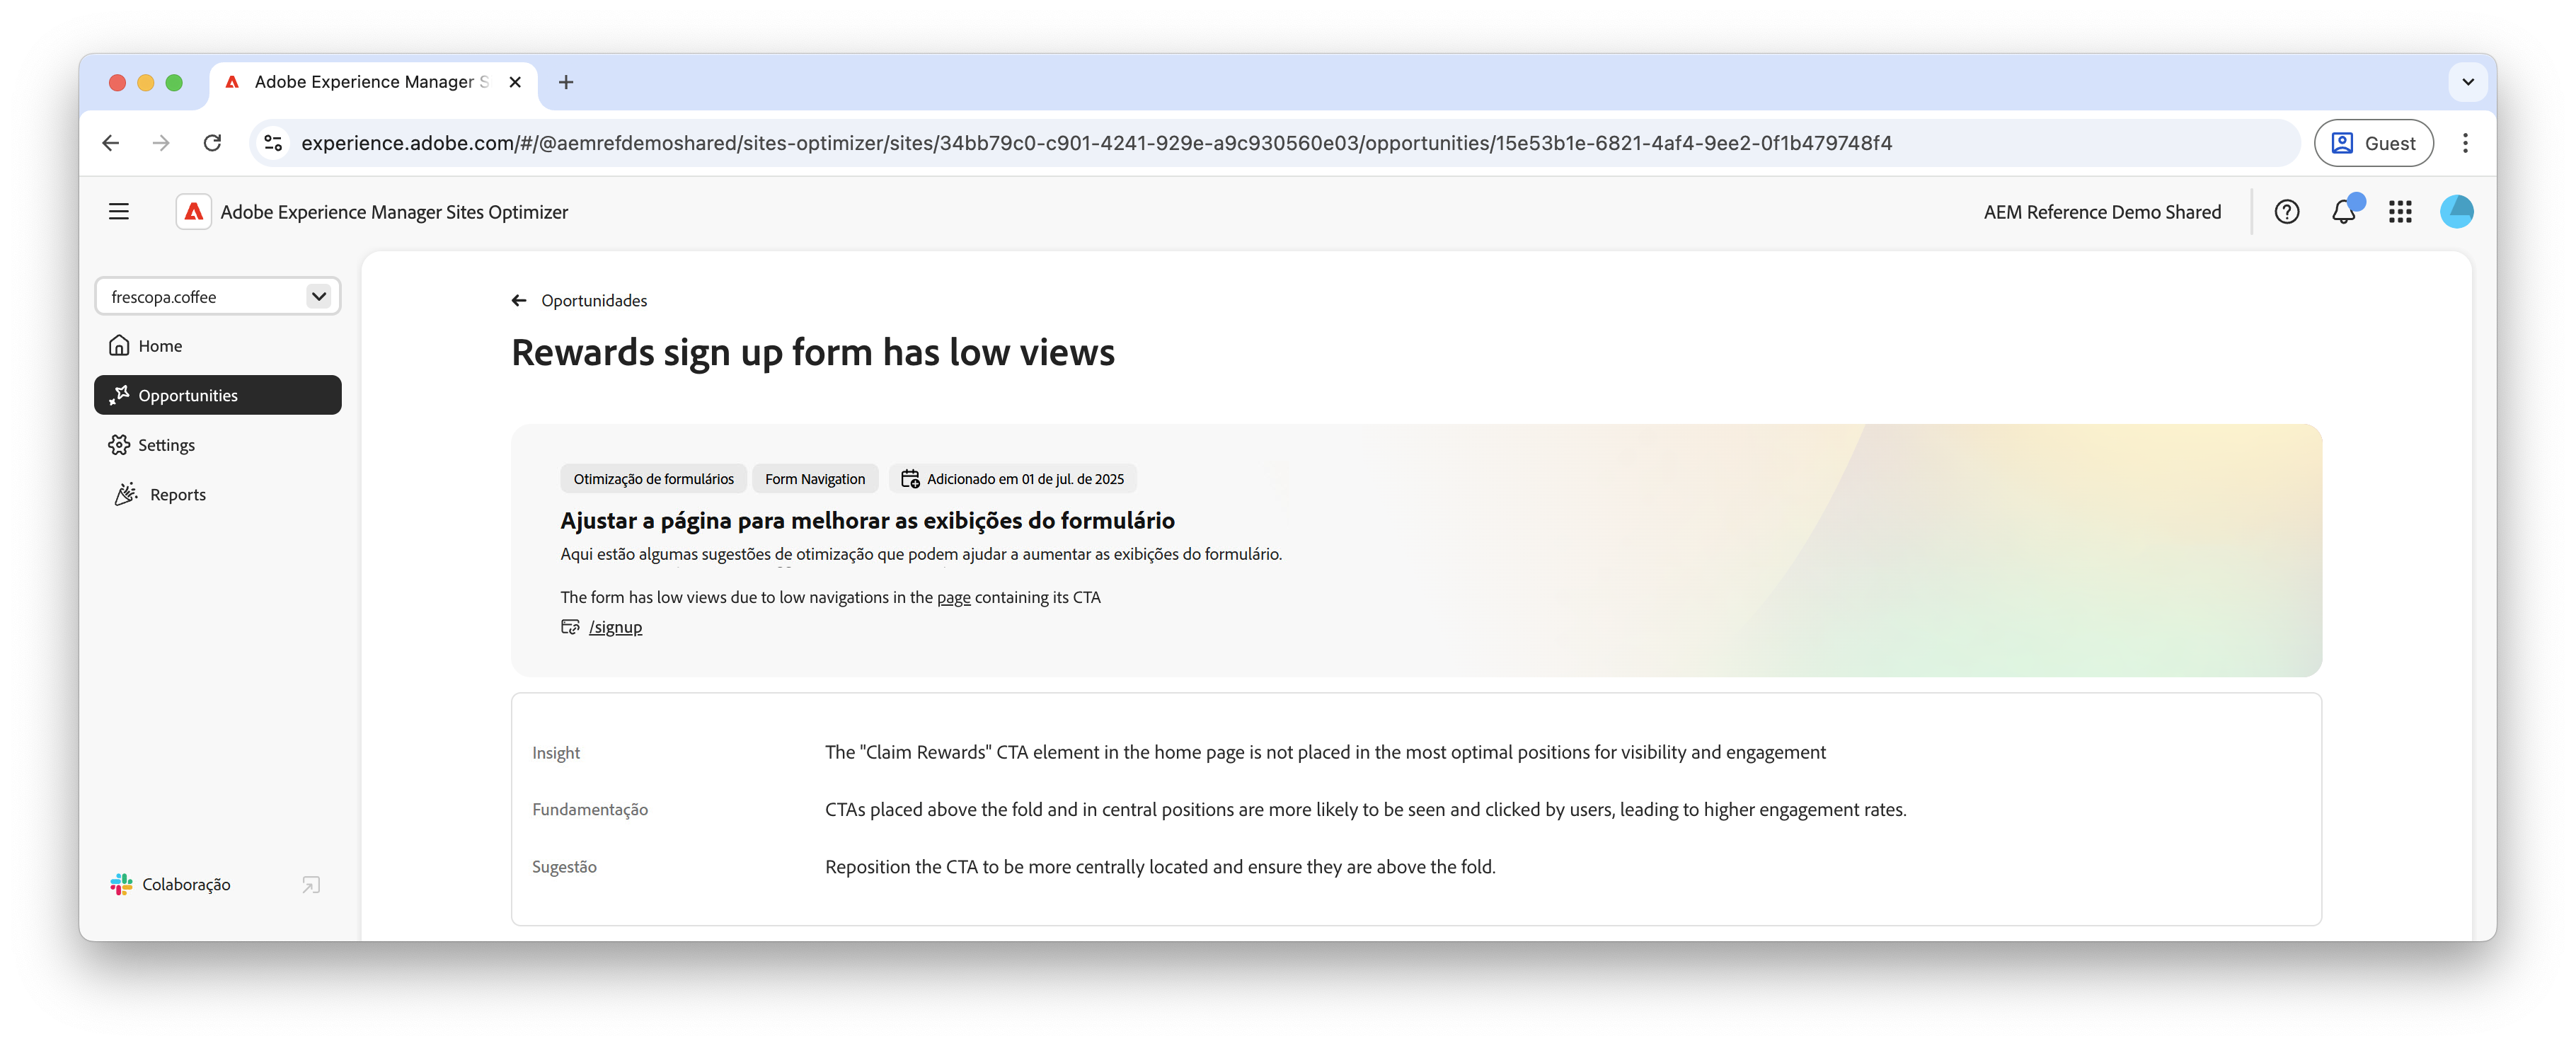 Adobe Experience Manager S
experience.adobe.com/#/@aemrefdemoshared/sites-optimizer/sites/34bb79c0-c901-4241-929e-a9c930560e03/opportunities/15e53b1e-6821-4af4-9ee2-0f1b479748f4
Guest
Adobe Experience Manager Sites Optimizer
AEM Reference Demo Shared
frescopa.coffee
Home
Opportunities
Settings
Reports
Colaboração
Oportunidades
Rewards sign up form has low views
Otimização de formulários
Form Navigation
Adicionado em 01 de jul. de 2025
Ajustar a página para melhorar as exibições do formulário
Aqui estão algumas sugestões de otimização que podem ajudar a aumentar as exibições do formulário.
The form has low views due to low navigations in the page containing its CTA
/signup
Insight
The "Claim Rewards" CTA element in the home page is not placed in the most optimal positions for visibility and engagement
Fundamentação
CTAs placed above the fold and in central positions are more likely to be seen and clicked by users, leading to higher engagement rates.
Sugestão
Reposition the CTA to be more centrally located and ensure they are above the fold.